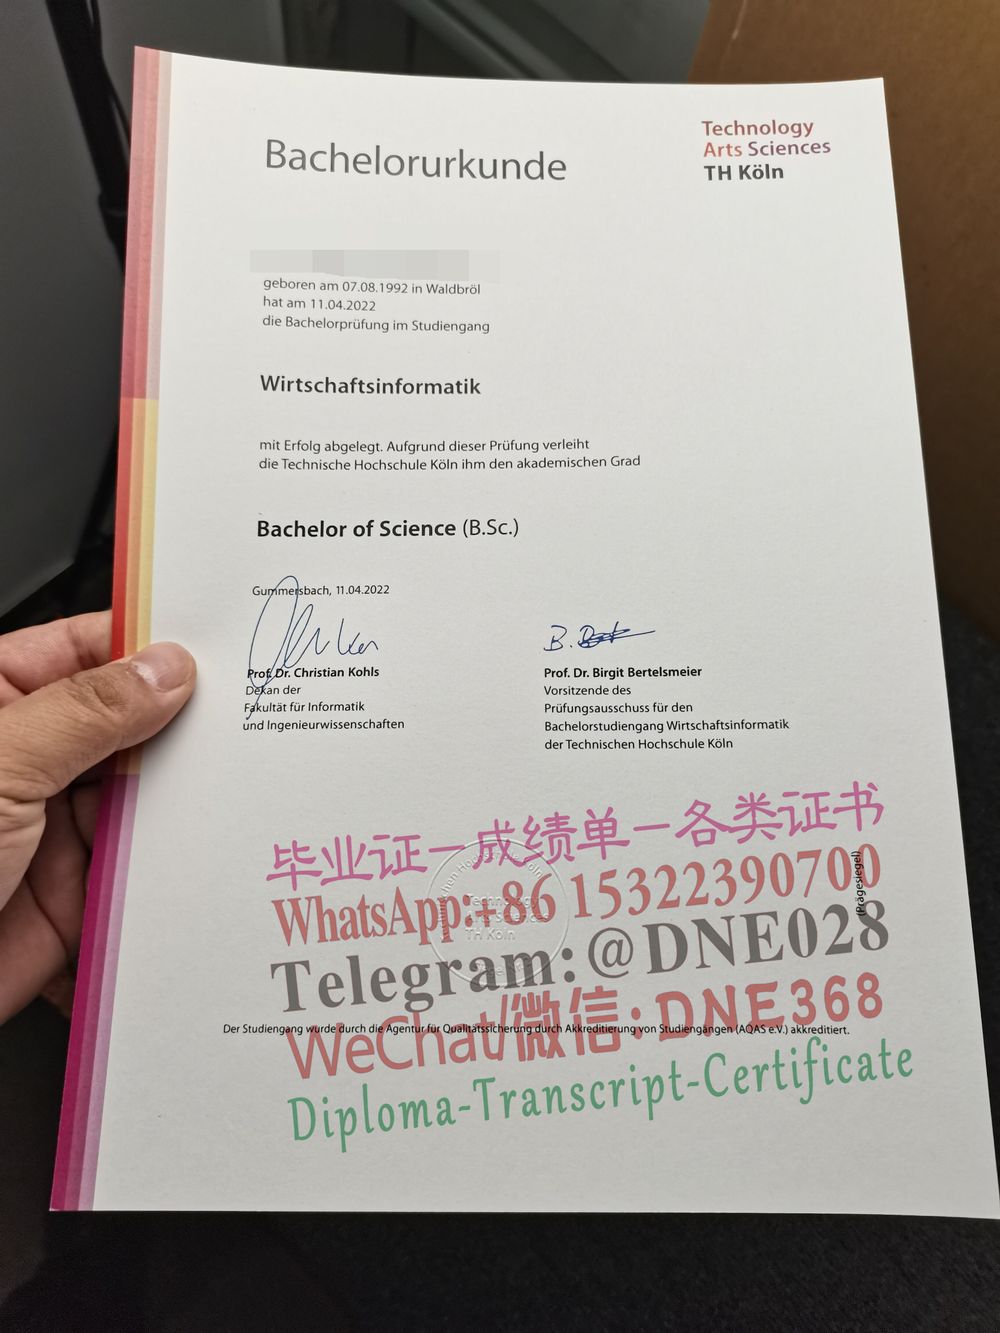 Bachelorurkunde
Technology
Arts Sciences
TH Köln
geboren am 07.08.1992 in Waldbröl
hat am 11.04.2022
die Bachelorprüfung im Studiengang
Wirtschaftsinformatik
mit Erfolg abgelegt. Aufgrund dieser Prüfung verleiht
die Technische Hochschule Köln ihm den akademischen Grad
Bachelor of Science (B.Sc.)
Gummersbach, 11.04.2022
Prof. Dr. Christian Kohls
Dekan der
Fakultät für Informatik
und Ingenieurwissenschaften
B.
Prof. Dr. Birgit Bertelsmeier
Vorsitzende des
Prüfungsausschuss für den
Bachelorstudiengang Wirtschaftsinformatik
der Technischen Hochschule Köln
毕业证一成绩单一各类证书
WhatsApp:+86 15322390700
(Prägesiegel)
Technology
Arts Sciences
TH Köln
Telegram:@DNE028
WeChat/微信:DNE368
Der Studiengang wurde durch die Agentur für Qualitätssicherung durch Akkreditierung von Studiengängen (AQAS e.V.) akkreditiert.
Diploma-Transcript-Certificate